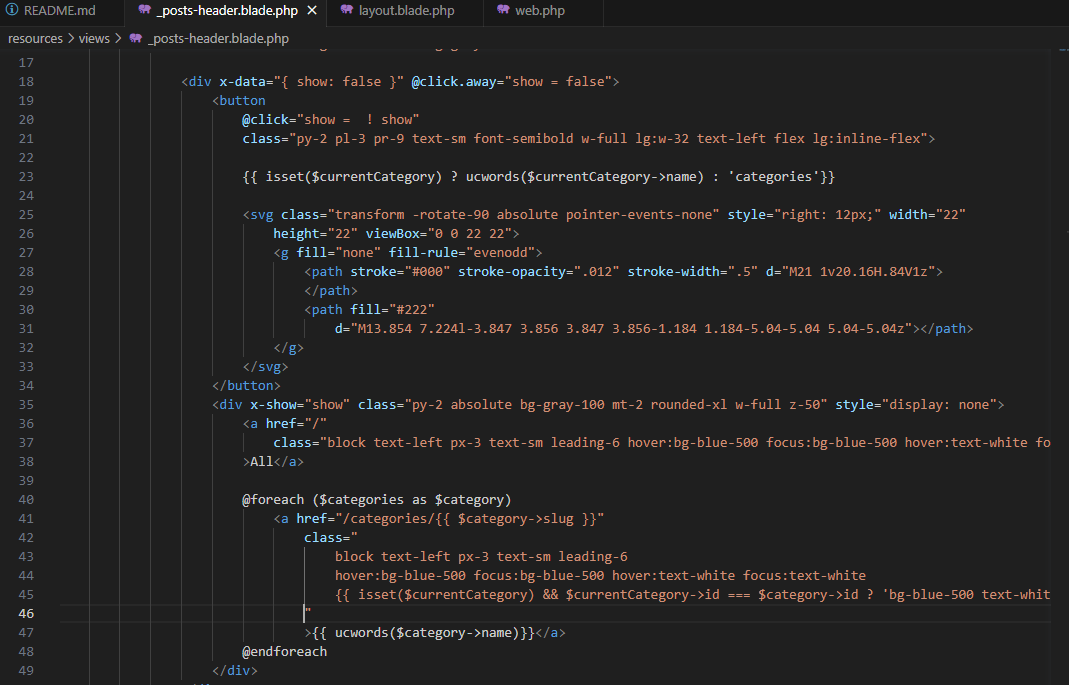 README.md _posts-header.blade.php layout.blade.php web.php
resources > views > _posts-header.blade.php
17
18 <div x-data="{ show: false }" @click.away="show = false">
19 <button
20 @click="show =  ! show"
21 class="py-2 pl-3 pr-9 text-sm font-semibold w-full lg:w-32 text-left flex lg:inline-flex">
22
23 {{ isset($currentCategory) ? ucwords($currentCategory->name) : 'categories'}}
24
25 <svg class="transform -rotate-90 absolute pointer-events-none" style="right: 12px;" width="22"
26 height="22" viewBox="0 0 22 22">
27 <g fill="none" fill-rule="evenodd">
28 <path stroke="#000" stroke-opacity=".012" stroke-width=".5" d="M21 1v20.16H.84V1z">
29 </path>
30 <path fill="#222"
31 d="M13.854 7.224l-3.847 3.856 3.847 3.856-1.184 1.184-5.04-5.04 5.04-5.04z"></path>
32 </g>
33 </svg>
34 </button>
35 <div x-show="show" class="py-2 absolute bg-gray-100 mt-2 rounded-xl w-full z-50" style="display: none">
36 <a href="/"
37 class="block text-left px-3 text-sm leading-6 hover:bg-blue-500 focus:bg-blue-500 hover:text-white fo
38 >All</a>
39
40 @foreach ($categories as $category)
41 <a href="/categories/{{ $category->slug }}"
42 class="
43 block text-left px-3 text-sm leading-6
44 hover:bg-blue-500 focus:bg-blue-500 hover:text-white focus:text-white
45 {{ isset($currentCategory) && $currentCategory->id === $category->id ? 'bg-blue-500 text-whit
46 "
47 >{{ ucwords($category->name)}}</a>
48 @endforeach
49 </div>